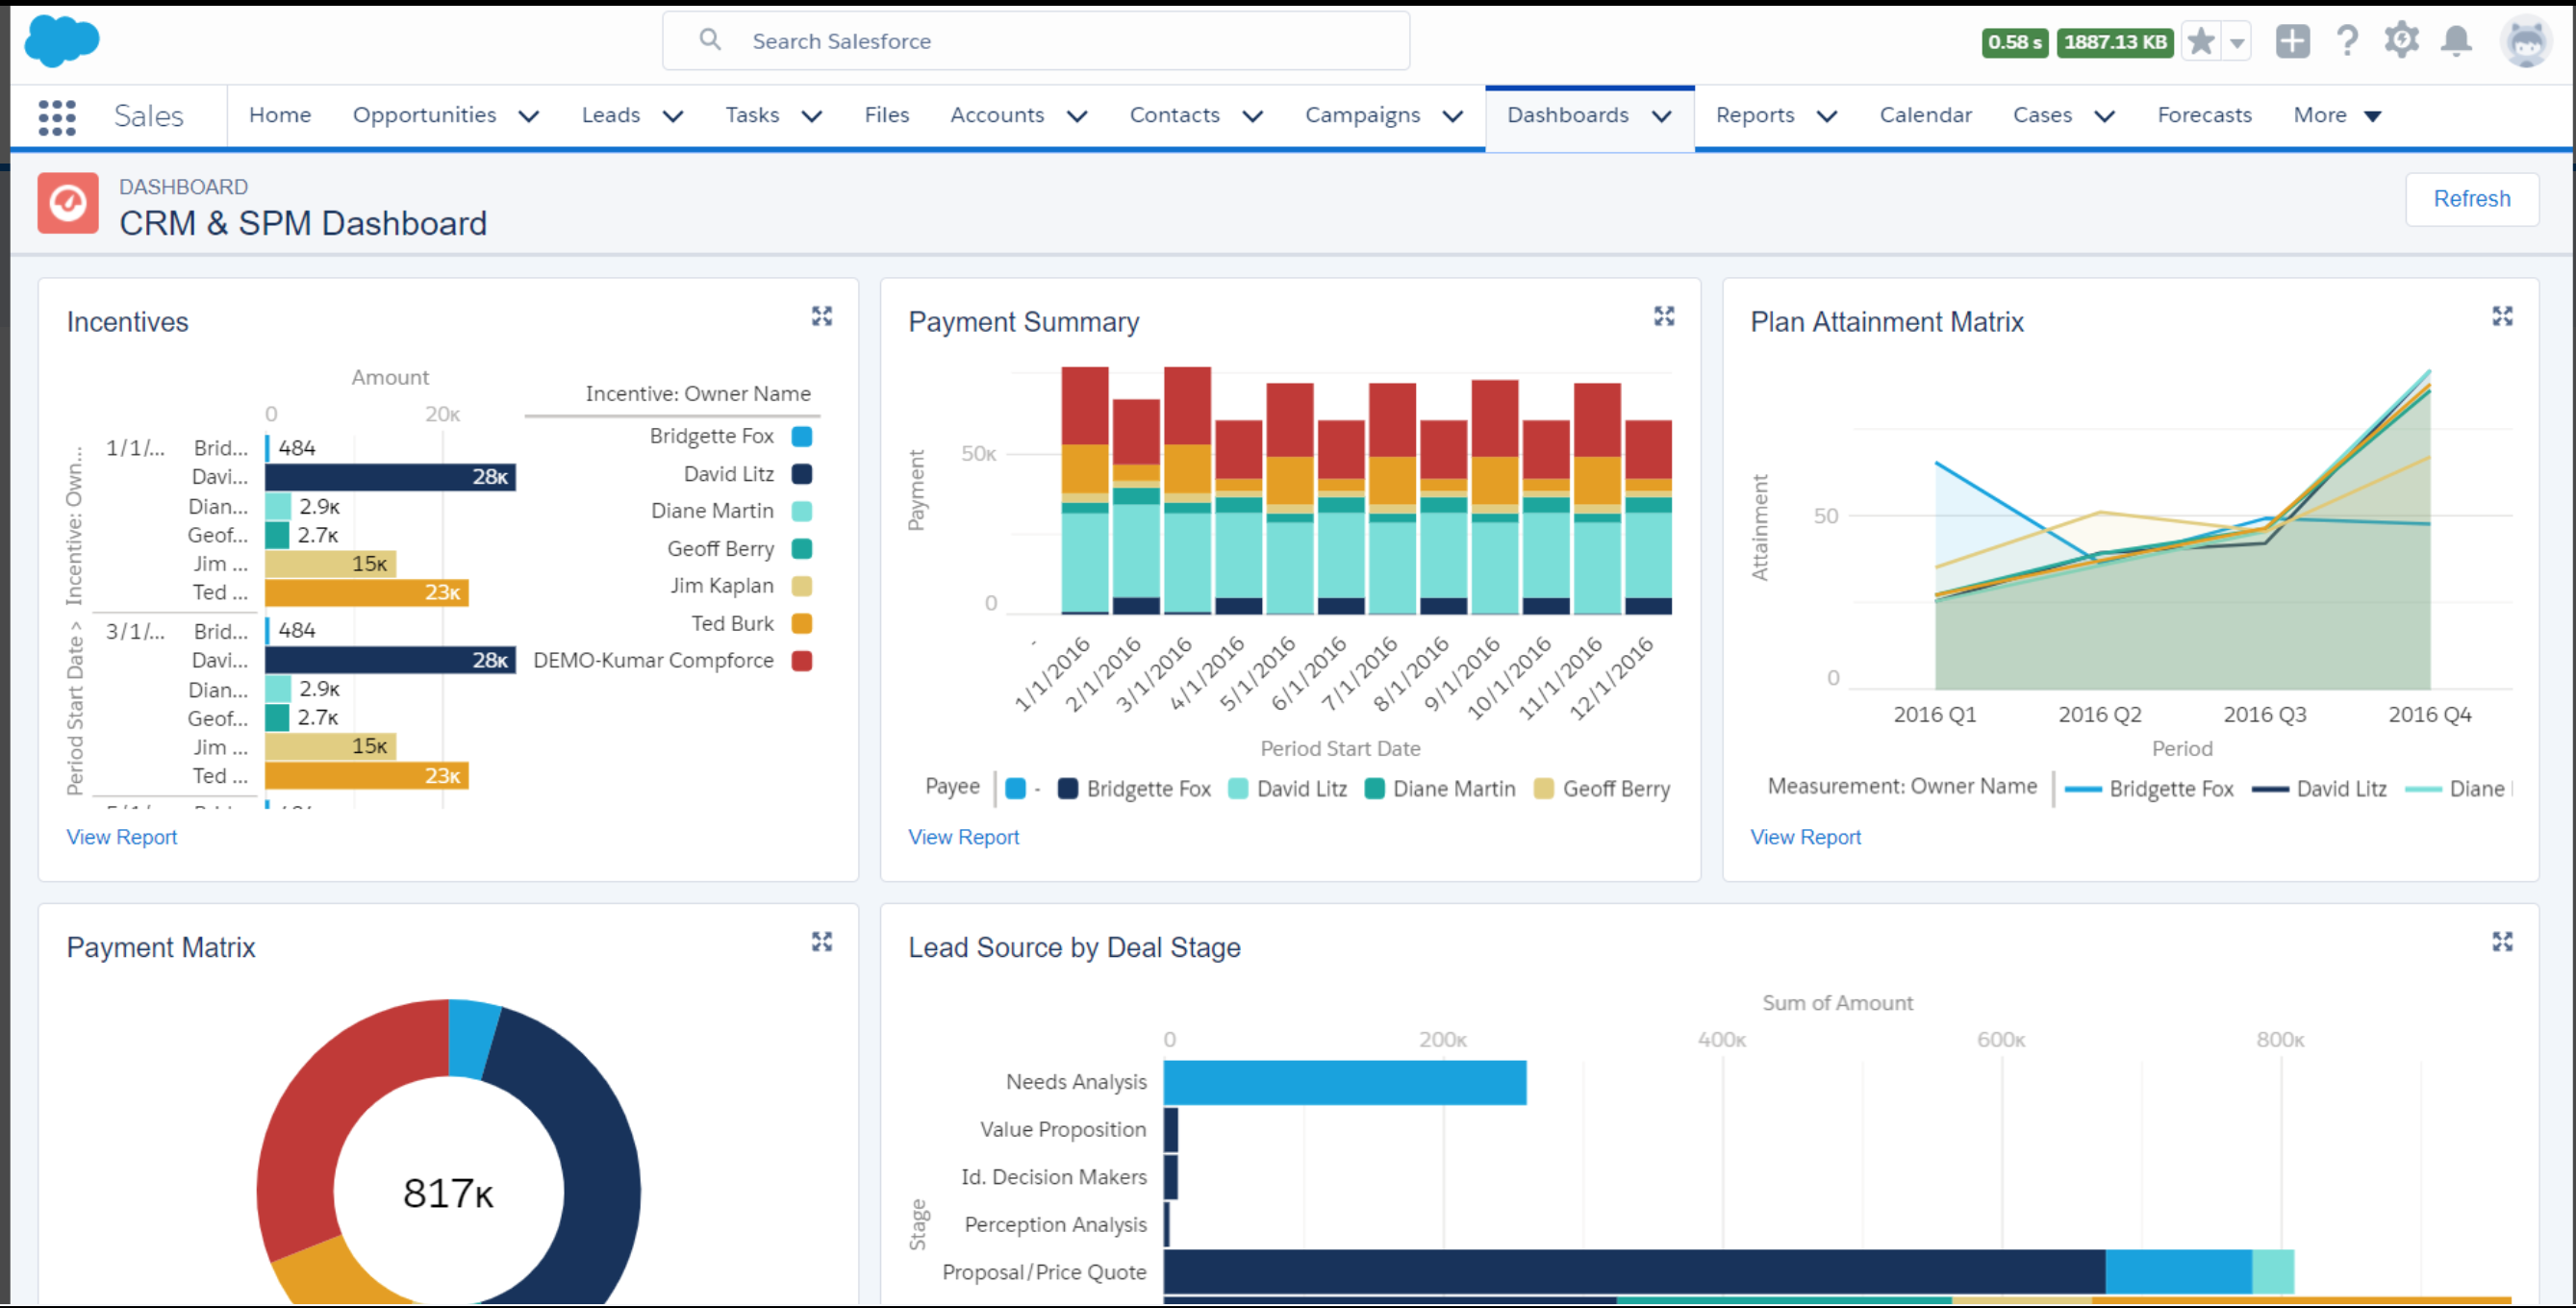 Search Salesforce
0.58 s 1887.13 KB
Sales Home Opportunities Leads Tasks Files Accounts Contacts Campaigns Dashboards Reports Calendar Cases Forecasts More
DASHBOARD
CRM & SPM Dashboard
Refresh
Incentives
Amount
0 20K
Period Start Date > Incentive: Own...
1/1/... Brid... 484
Davi... 28K
Dian... 2.9K
Geof... 2.7K
Jim ... 15K
Ted ... 23K
3/1/... Brid... 484
Davi... 28K
Dian... 2.9K
Geof... 2.7K
Jim ... 15K
Ted ... 23K
Incentive: Owner Name
Bridgette Fox
David Litz
Diane Martin
Geoff Berry
Jim Kaplan
Ted Burk
DEMO-Kumar Compforce
View Report
Payment Summary
Payment
50K
0
- 1/1/2016 2/1/2016 3/1/2016 4/1/2016 5/1/2016 6/1/2016 7/1/2016 8/1/2016 9/1/2016 10/1/2016 11/1/2016 12/1/2016
Period Start Date
Payee - Bridgette Fox David Litz Diane Martin Geoff Berry
View Report
Plan Attainment Matrix
Attainment
50
0
2016 Q1 2016 Q2 2016 Q3 2016 Q4
Period
Measurement: Owner Name Bridgette Fox David Litz Diane
View Report
Payment Matrix
817K
Lead Source by Deal Stage
Sum of Amount
0 200K 400K 600K 800K
Stage
Needs Analysis
Value Proposition
Id. Decision Makers
Perception Analysis
Proposal/Price Quote